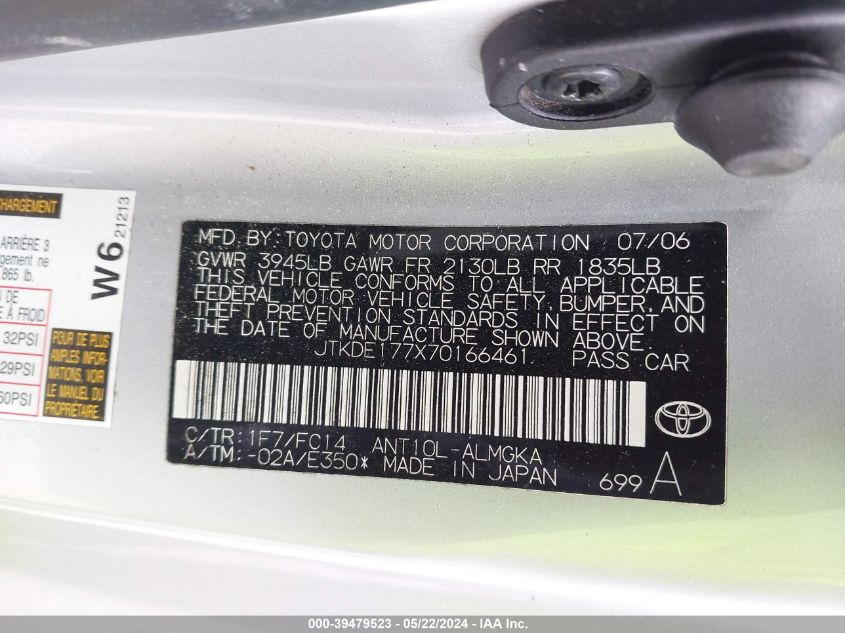 CHARGEMENT
ARRIÈRE 3
gement ne
865 lb.
N DE
E À FROID
32PSI
29PSI
60PSI
POUR DE PLUS
AMPLES INFOR-
MATIONS, VOIR
LE MANUEL DU
PROPRIÉTAIRE.
W6
21213
MFD. BY: TOYOTA MOTOR CORPORATION 07/06
GVWR 3945LB GAWR FR 2130LB RR 1835LB
THIS VEHICLE CONFORMS TO ALL APPLICABLE
FEDERAL MOTOR VEHICLE SAFETY, BUMPER, AND
THEFT PREVENTION STANDARDS IN EFFECT ON
THE DATE OF MANUFACTURE SHOWN ABOVE.
JTKDE177X70166461 PASS CAR
C/TR: 1F7/FC14 ANT10L-ALMGKA
A/TM: -02A/E350* MADE IN JAPAN
699 A
000-39479523 - 05/22/2024 - IAA Inc.